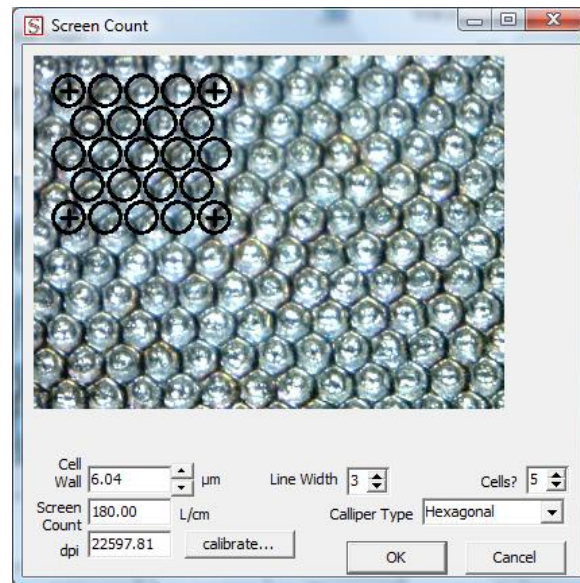 Screen Count
Cell Wall 6.04 µm Line Width 3 Cells? 5
Screen Count 180.00 L/cm Calliper Type Hexagonal
dpi 22597.81 calibrate... OK Cancel